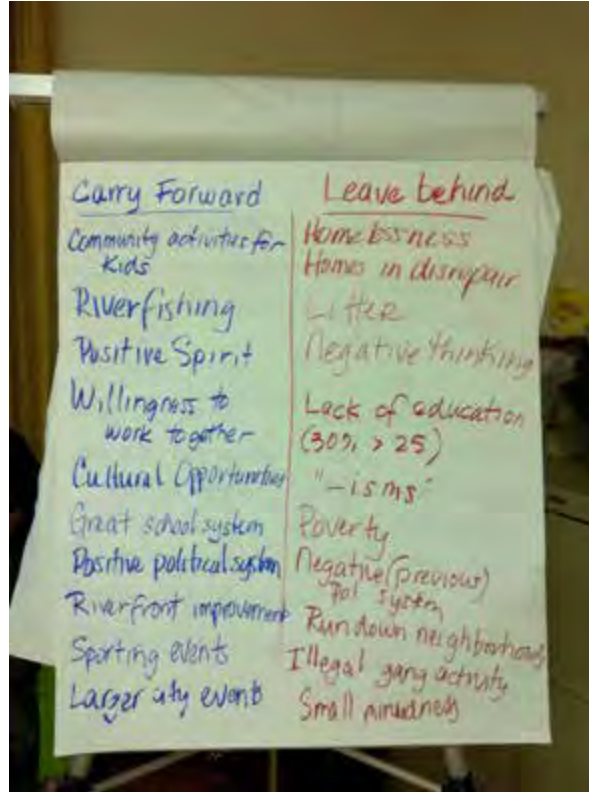 Carry Forward
Community activities for
Kids
Riverfishing
Positive Spirit
Willingness to
work together
Cultural Opportunities
Great school system
Positive political system
Riverfront improvement
Sporting events
Larger city events
Leave behind
Homelessness
Homes in disrepair
Litter
Negative thinking
Lack of education
(30% > 25)
"-isms"
Poverty
Negative (previous)
Pol system
Rundown neighborhoods
Illegal gang activity
Small mindedness